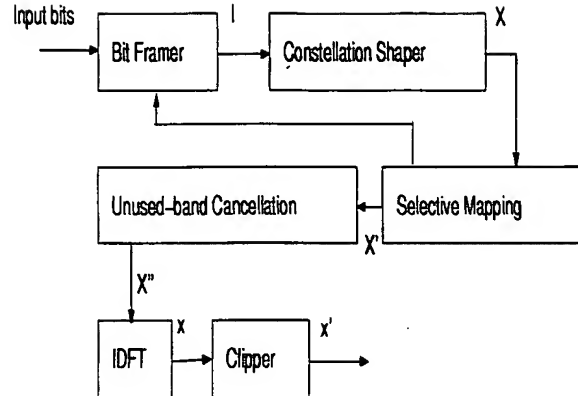 Input bits
I
X
Bit Framer
Constellation Shaper
Unused-band Cancellation
Selective Mapping
X'
X"
x
x'
IDFT
Clipper